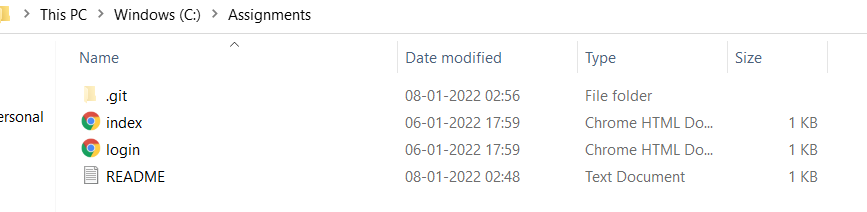 This PC > Windows (C:) > Assignments
Name Date modified Type Size
.git 08-01-2022 02:56 File folder
ersonal
index 06-01-2022 17:59 Chrome HTML Do... 1 KB
login 06-01-2022 17:59 Chrome HTML Do... 1 KB
README 08-01-2022 02:48 Text Document 1 KB